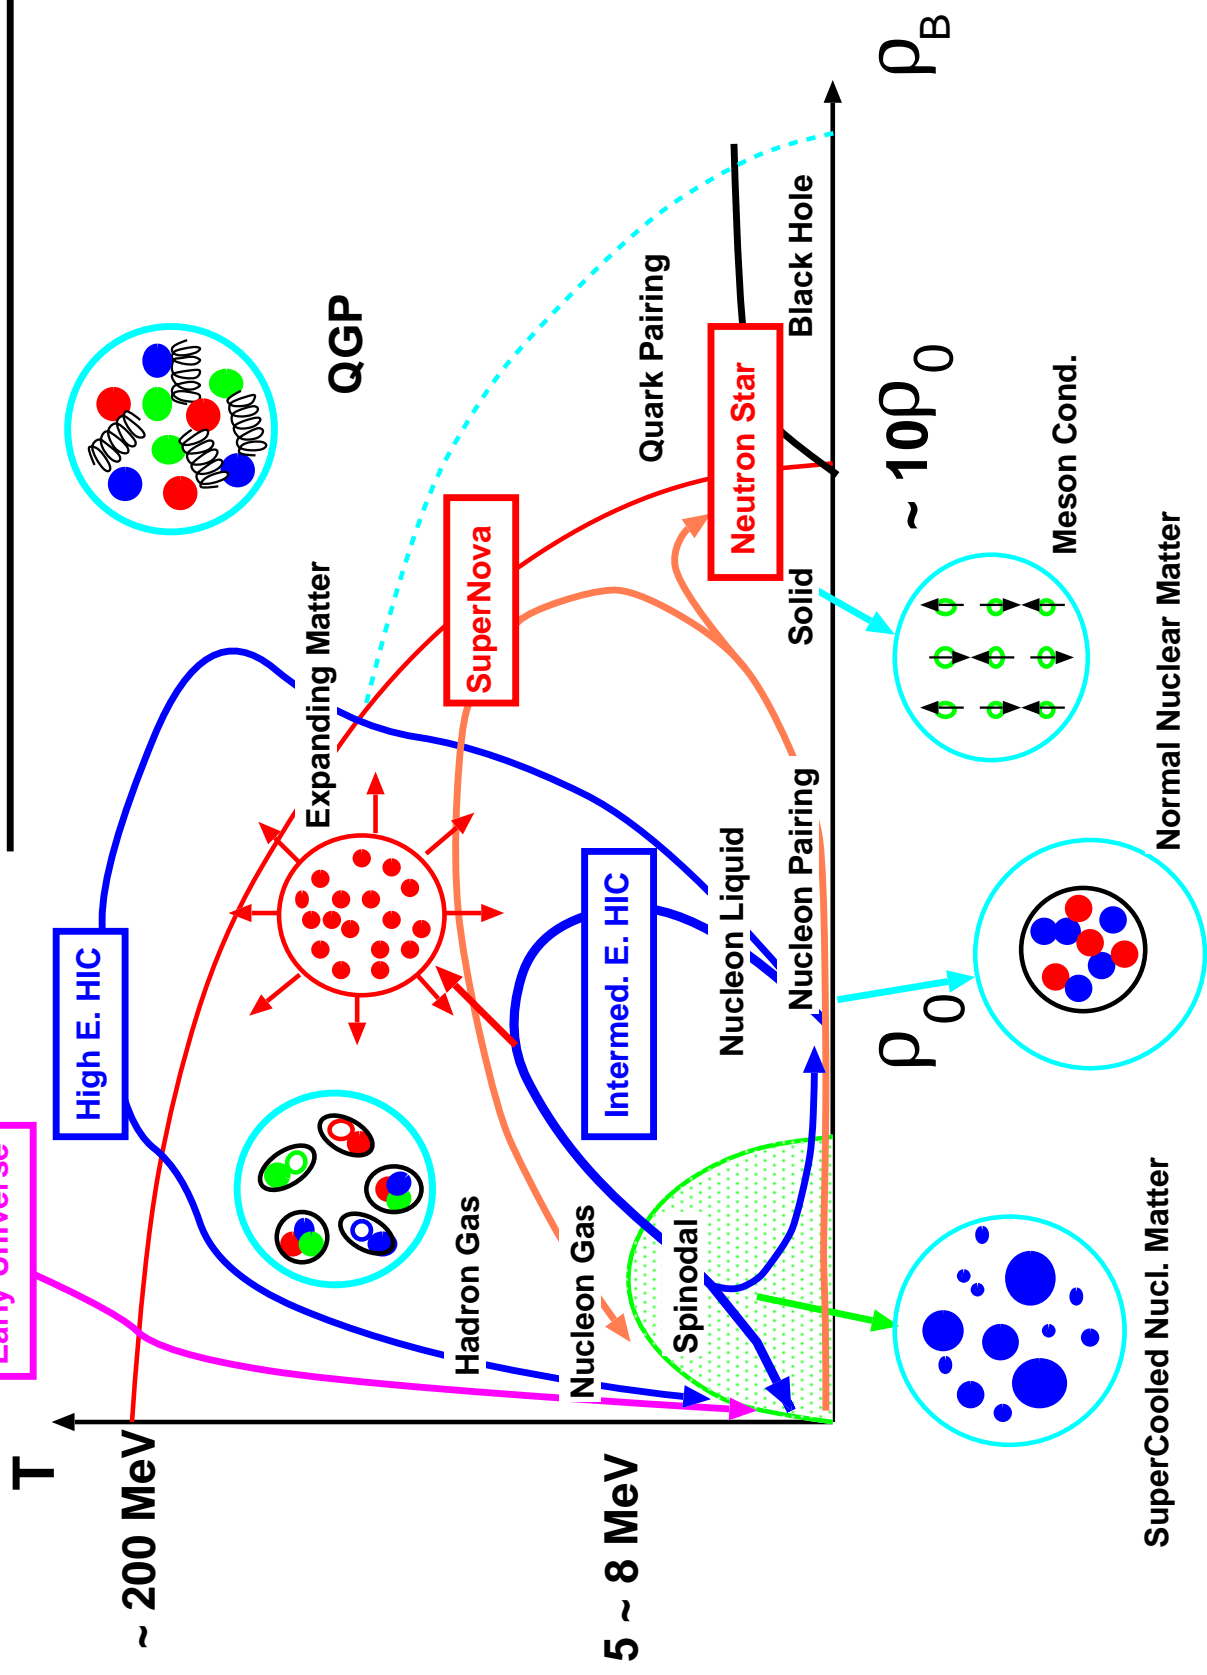 T
~ 200 MeV
5 ~ 8 MeV
Early Universe
High E. HIC
QGP
Expanding Matter
SuperNova
Hadron Gas
Nucleon Gas
Intermed. E. HIC
Quark Pairing
Neutron Star
Spinodal
Nucleon Liquid
Nucleon Pairing
Solid
Black Hole
ρ0
~ 10ρ0
ρB
Meson Cond.
Normal Nuclear Matter
SuperCooled Nucl. Matter